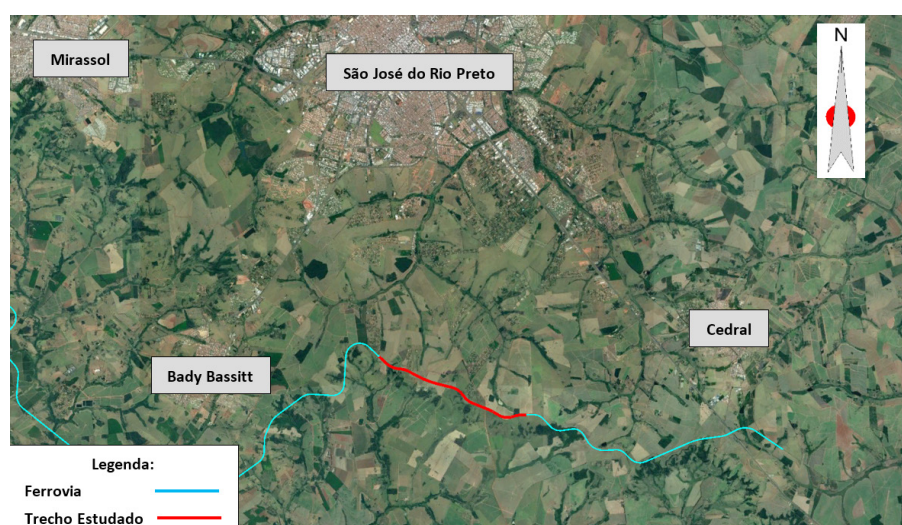 N
Mirassol
São José do Rio Preto
Cedral
Bady Bassitt
Legenda:
Ferrovia
Trecho Estudado